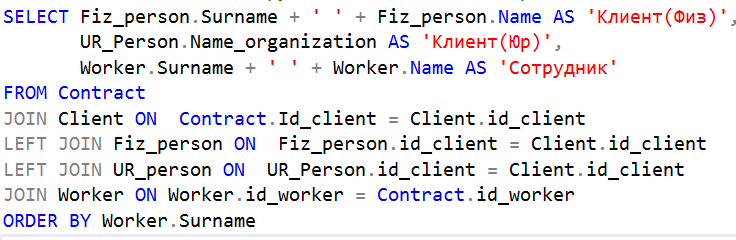 SELECT Fiz_person.Surname + ' ' + Fiz_person.Name AS 'Клиент(Физ)',
UR_Person.Name_organization AS 'Клиент(Юр)',
Worker.Surname + ' ' + Worker.Name AS 'Сотрудник'
FROM Contract
JOIN Client ON  Contract.Id_client = Client.id_client
LEFT JOIN Fiz_person ON  Fiz_person.id_client = Client.id_client
LEFT JOIN UR_person ON  UR_Person.id_client = Client.id_client
JOIN Worker ON Worker.id_worker = Contract.id_worker
ORDER BY Worker.Surname